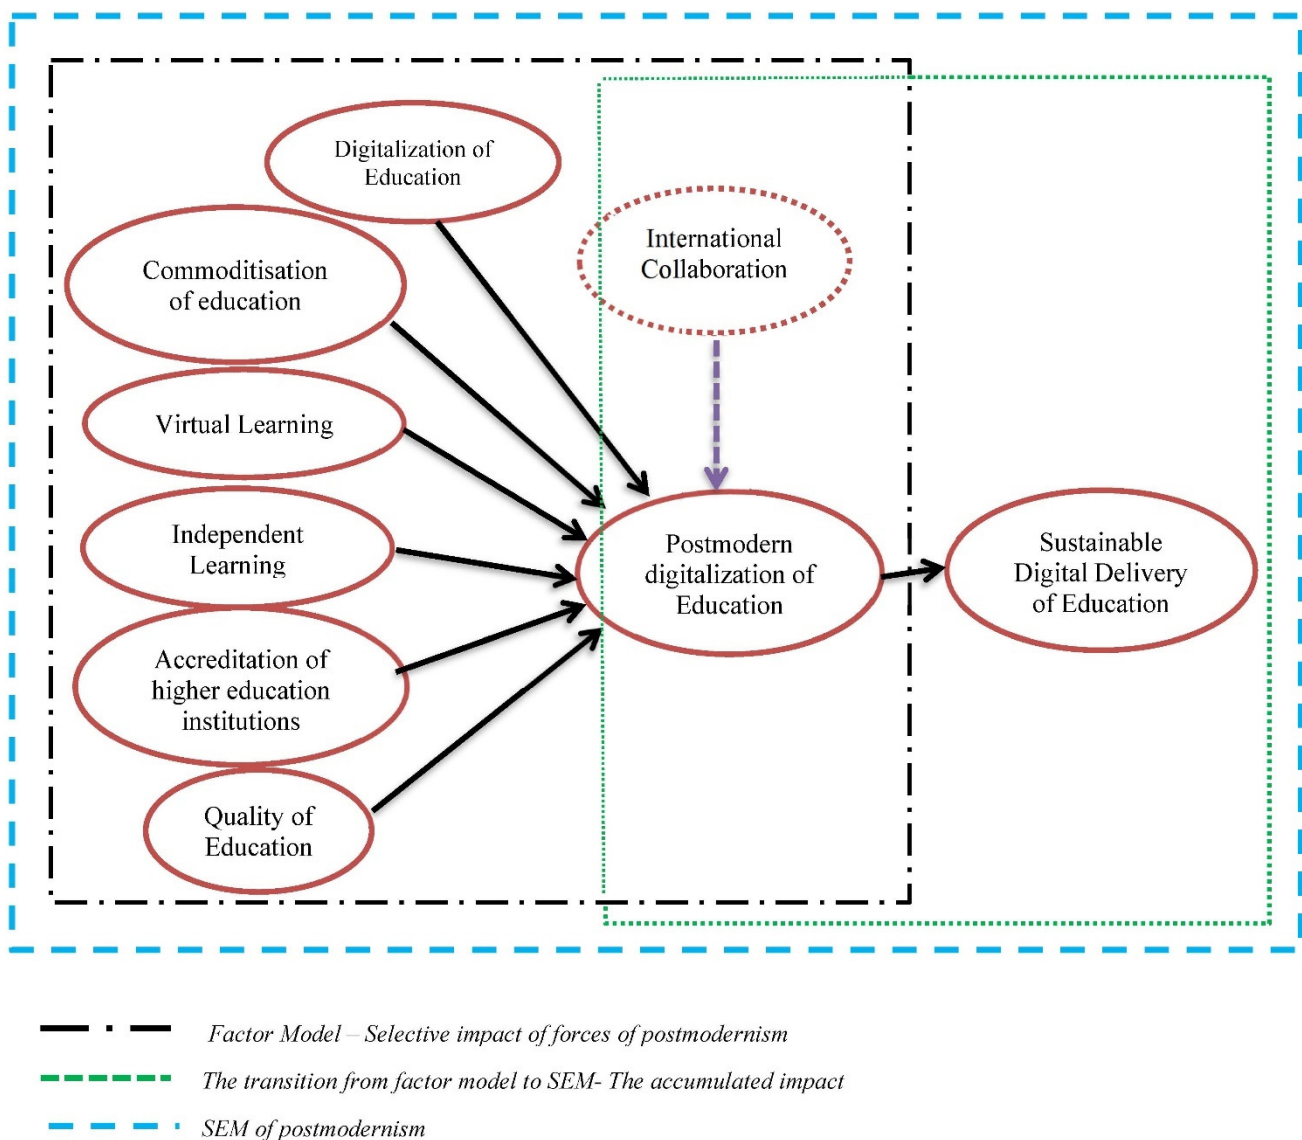 Digitalization of
Education
International
Collaboration
Commoditisation
of education
Virtual Learning
Independent
Learning
Postmodern
digitalization of
Education
Sustainable
Digital Delivery
of Education
Accreditation of
higher education
institutions
Quality of
Education
Factor Model – Selective impact of forces of postmodernism
The transition from factor model to SEM- The accumulated impact
SEM of postmodernism